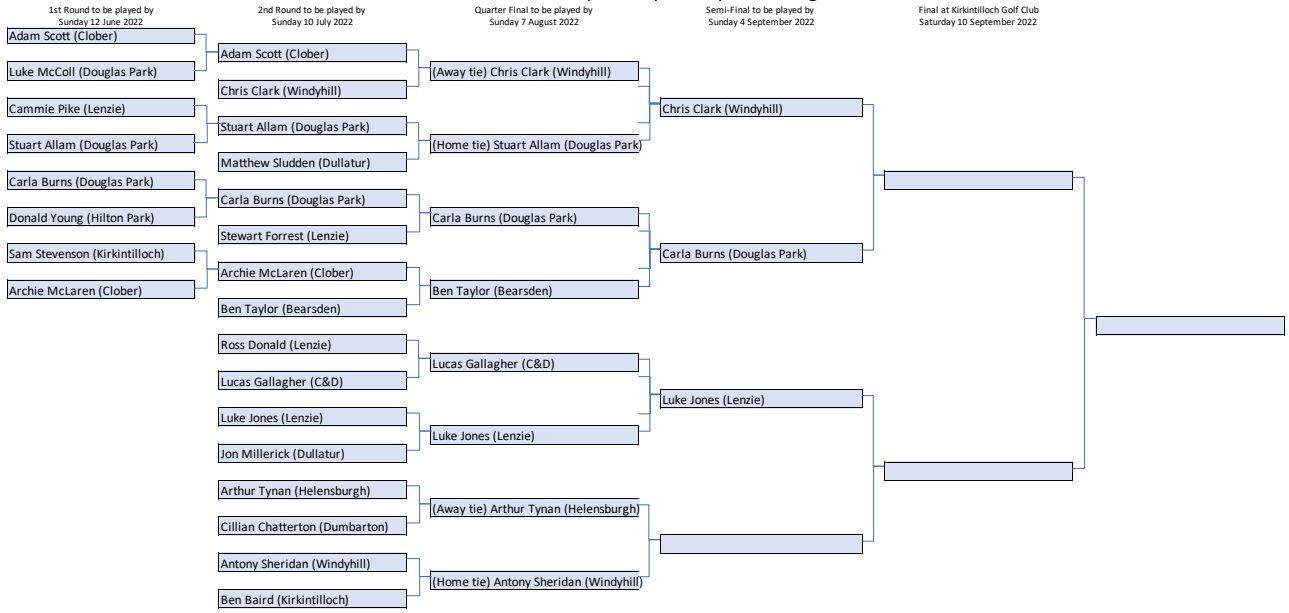 1st Round to be played by
Sunday 12 June 2022
2nd Round to be played by
Sunday 10 July 2022
Quarter Final to be played by
Sunday 7 August 2022
Semi-Final to be played by
Sunday 4 September 2022
Final at Kirkintilloch Golf Club
Saturday 10 September 2022
Adam Scott (Clober)
Luke McColl (Douglas Park)
Cammie Pike (Lenzie)
Stuart Allam (Douglas Park)
Carla Burns (Douglas Park)
Donald Young (Hilton Park)
Sam Stevenson (Kirkintilloch)
Archie McLaren (Clober)
Adam Scott (Clober)
Chris Clark (Windyhill)
Stuart Allam (Douglas Park)
Matthew Sludden (Dullatur)
Carla Burns (Douglas Park)
Stewart Forrest (Lenzie)
Archie McLaren (Clober)
Ben Taylor (Bearsden)
Ross Donald (Lenzie)
Lucas Gallagher (C&D)
Luke Jones (Lenzie)
Jon Millerick (Dullatur)
Arthur Tynan (Helensburgh)
Cillian Chatterton (Dumbarton)
Antony Sheridan (Windyhill)
Ben Baird (Kirkintilloch)
(Away tie) Chris Clark (Windyhill)
(Home tie) Stuart Allam (Douglas Park)
Carla Burns (Douglas Park)
Ben Taylor (Bearsden)
Lucas Gallagher (C&D)
Luke Jones (Lenzie)
(Away tie) Arthur Tynan (Helensburgh)
(Home tie) Antony Sheridan (Windyhill)
Chris Clark (Windyhill)
Carla Burns (Douglas Park)
Luke Jones (Lenzie)